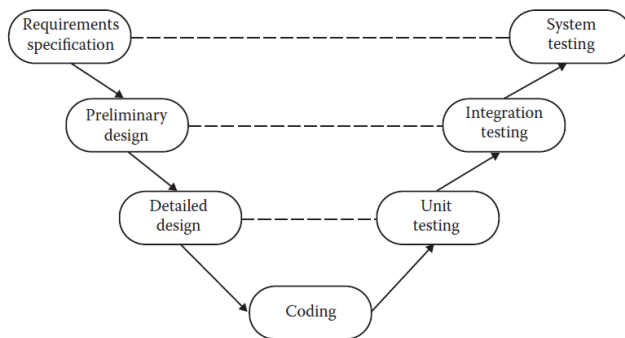 Requirements
specification
System
testing
Preliminary
design
Integration
testing
Detailed
design
Unit
testing
Coding